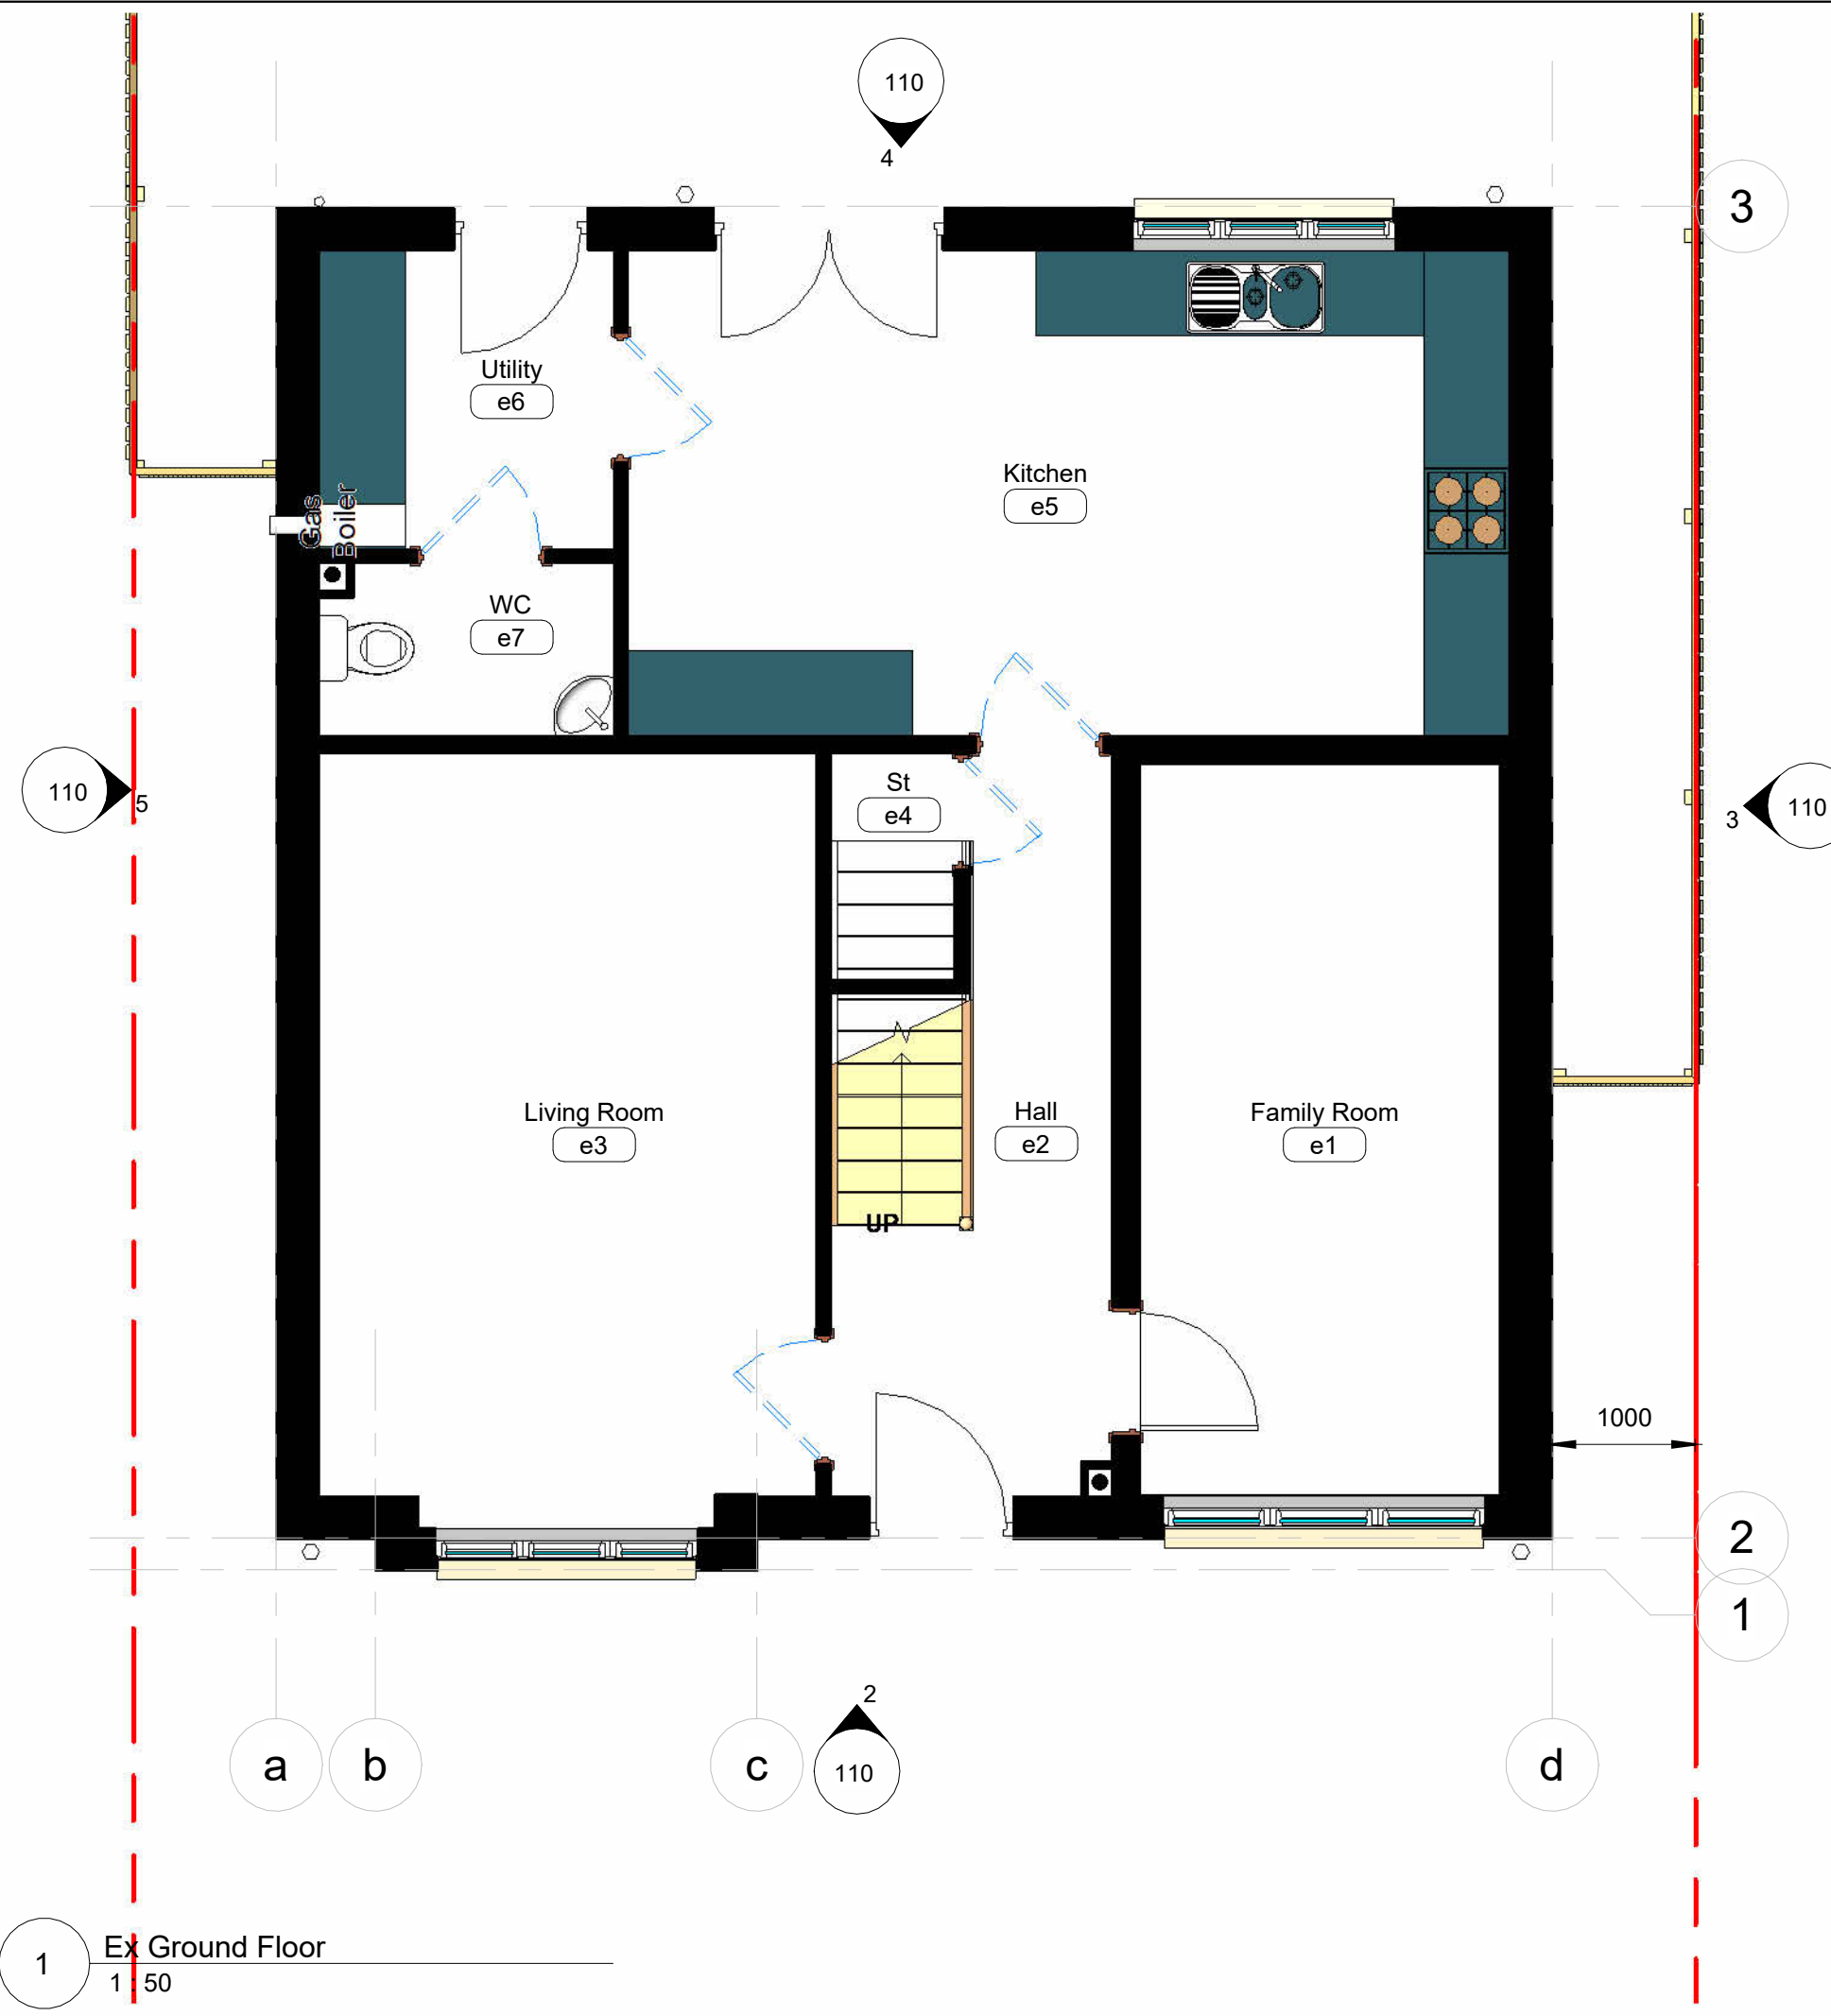 110
4
3
Utility
e6
Kitchen
e5
Gas
Boiler
WC
e7
St
e4
110
5
3
110
Living Room
e3
Hall
e2
Family Room
e1
UP
1000
2
1
2
a
b
c
110
d
1
Ex Ground Floor
1 : 50